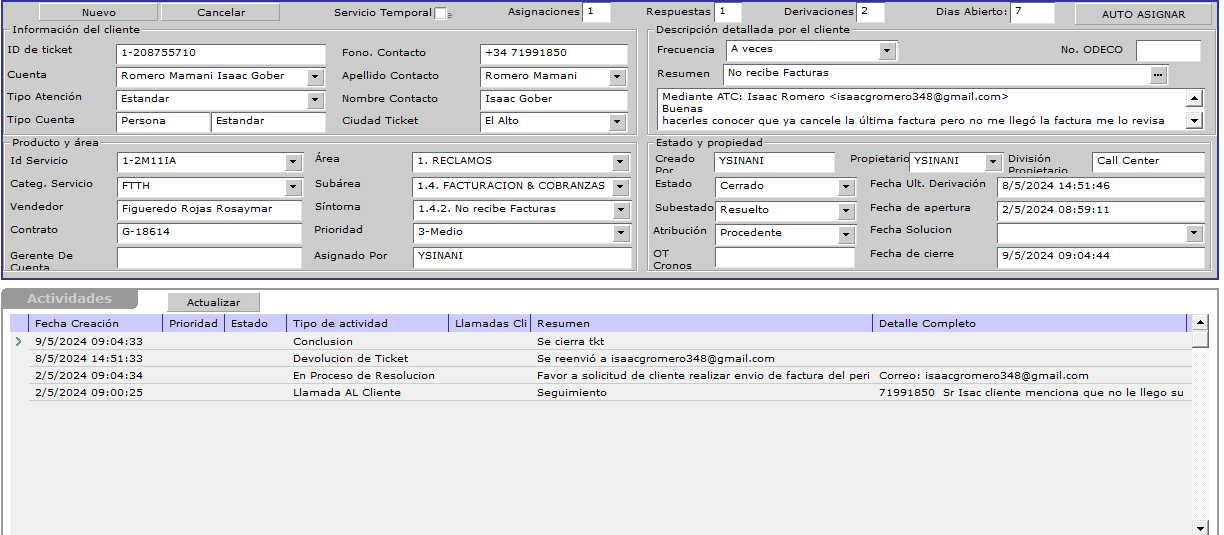 Nuevo Cancelar Servicio Temporal Asignaciones 1 Respuestas 1 Derivaciones 2 Dias Abierto: 7 AUTO ASIGNAR
Información del cliente
ID de ticket 1-208755710 Fono. Contacto +34 71991850
Cuenta Romero Mamani Isaac Gober Apellido Contacto Romero Mamani
Tipo Atención Estandar Nombre Contacto Isaac Gober
Tipo Cuenta Persona Estandar Ciudad Ticket El Alto
Descripción detallada por el cliente
Frecuencia A veces No. ODECO
Resumen No recibe Facturas
Mediante ATC: Isaac Romero <isaacgromero348@gmail.com>
Buenas
hacerles conocer que ya cancele la última factura pero no me llegó la factura me lo revisa
Producto y área
Id Servicio 1-2M11IA Área 1. RECLAMOS
Categ. Servicio FTTH Subárea 1.4. FACTURACION & COBRANZAS
Vendedor Figueredo Rojas Rosaymar Síntoma 1.4.2. No recibe Facturas
Contrato G-18614 Prioridad 3-Medio
Gerente De Cuenta Asignado Por YSINANI
Estado y propiedad
Creado Por YSINANI Propietario YSINANI División Propietario Call Center
Estado Cerrado Fecha Ult. Derivación 8/5/2024 14:51:46
Subestado Resuelto Fecha de apertura 2/5/2024 08:59:11
Atribución Procedente Fecha Solucion
OT Cronos Fecha de cierre 9/5/2024 09:04:44
Actividades Actualizar
Fecha Creación Prioridad Estado Tipo de actividad Llamadas Cli Resumen Detalle Completo
9/5/2024 09:04:33 Conclusion Se cierra tkt
8/5/2024 14:51:33 Devolucion de Ticket Se reenvió a isaacgromero348@gmail.com
2/5/2024 09:04:34 En Proceso de Resolucion Favor a solicitud de cliente realizar envio de factura del peri Correo: isaacgromero348@gmail.com
2/5/2024 09:00:25 Llamada AL Cliente Seguimiento 71991850 Sr Isac cliente menciona que no le llego su